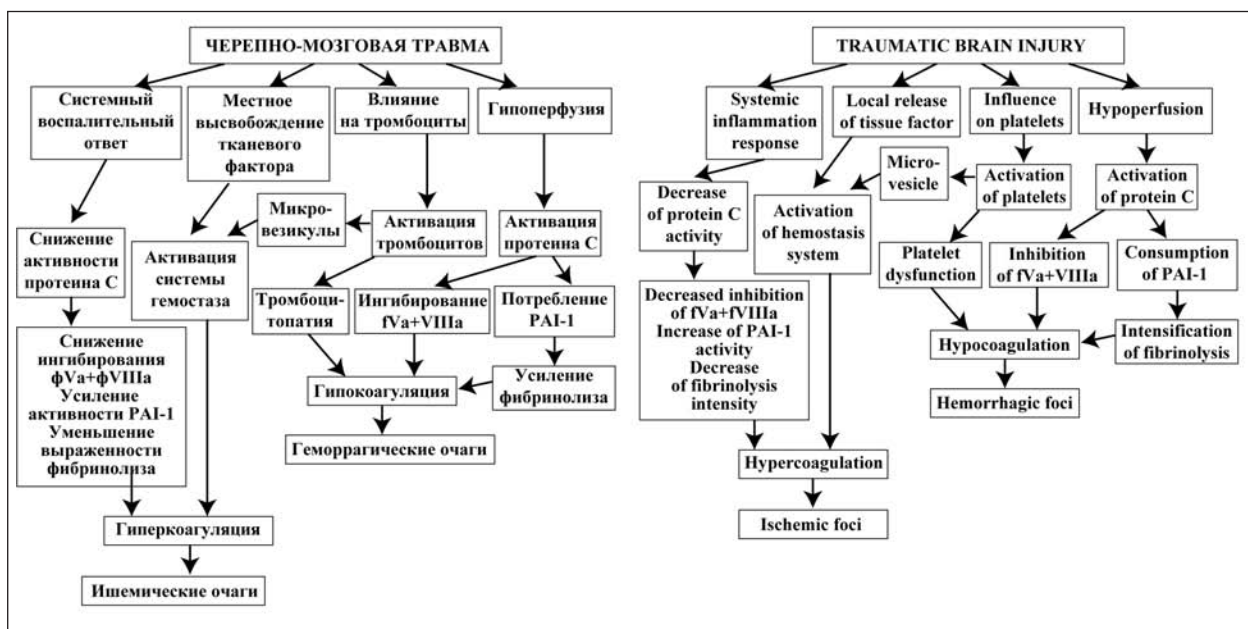 ЧЕРЕПНО-МОЗГОВАЯ ТРАВМА
Системный
воспалительный
ответ
Местное
высвобождение
тканевого
фактора
Влияние
на тромбоциты
Гипоперфузия
Микро-
везикулы
Активация
тромбоцитов
Активация
протеина С
Снижение
активности
протеина С
Активация
системы
гемостаза
Тромбоци-
топатия
Ингибирование
fVa+VIIIa
Потребление
PAI-1
Снижение
ингибирования
фVa+фVIIIa
Усиление
активности PAI-1
Уменьшение
выраженности
фибринолиза
Гипокоагуляция
Усиление
фибринолиза
Геморрагические очаги
Гиперкоагуляция
Ишемические очаги
TRAUMATIC BRAIN INJURY
Systemic
inflammation
response
Local release
of tissue factor
Influence
on platelets
Hypoperfusion
Micro-
vesicle
Activation
of platelets
Activation
of protein C
Decrease
of protein C
activity
Activation
of hemostasis
system
Platelet
dysfunction
Inhibition
of fVa+VIIIa
Consumption
of PAI-1
Decreased inhibition
of fVa+fVIIIa
Increase of PAI-1
activity
Decrease
of fibrinolysis
intensity
Hypocoagulation
Intensification
of fibrinolysis
Hemorrhagic foci
Hypercoagulation
Ischemic foci